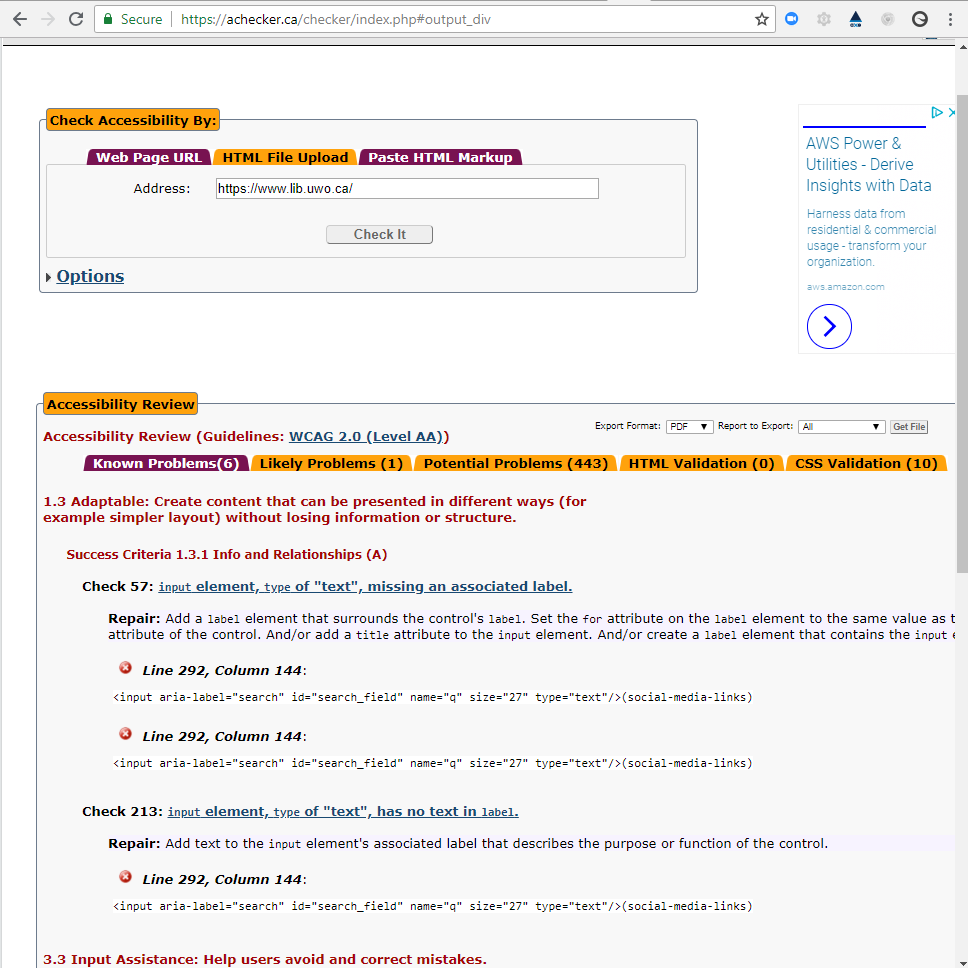 Secure https://achecker.ca/checker/index.php#output_div
Check Accessibility By:
Web Page URL HTML File Upload Paste HTML Markup
Address: https://www.lib.uwo.ca/
Check It
Options
AWS Power &
Utilities - Derive
Insights with Data
Harness data from
residential & commercial
usage - transform your
organization.
aws.amazon.com
Accessibility Review
Export Format: PDF Report to Export: All Get File
Accessibility Review (Guidelines: WCAG 2.0 (Level AA))
Known Problems(6) Likely Problems (1) Potential Problems (443) HTML Validation (0) CSS Validation (10)
1.3 Adaptable: Create content that can be presented in different ways (for
example simpler layout) without losing information or structure.
Success Criteria 1.3.1 Info and Relationships (A)
Check 57: input element, type of "text", missing an associated label.
Repair: Add a label element that surrounds the control's label. Set the for attribute on the label element to the same value as t
attribute of the control. And/or add a title attribute to the input element. And/or create a label element that contains the input
Line 292, Column 144:
<input aria-label="search" id="search_field" name="q" size="27" type="text"/>(social-media-links)
Line 292, Column 144:
<input aria-label="search" id="search_field" name="q" size="27" type="text"/>(social-media-links)
Check 213: input element, type of "text", has no text in label.
Repair: Add text to the input element's associated label that describes the purpose or function of the control.
Line 292, Column 144:
<input aria-label="search" id="search_field" name="q" size="27" type="text"/>(social-media-links)
3.3 Input Assistance: Help users avoid and correct mistakes.